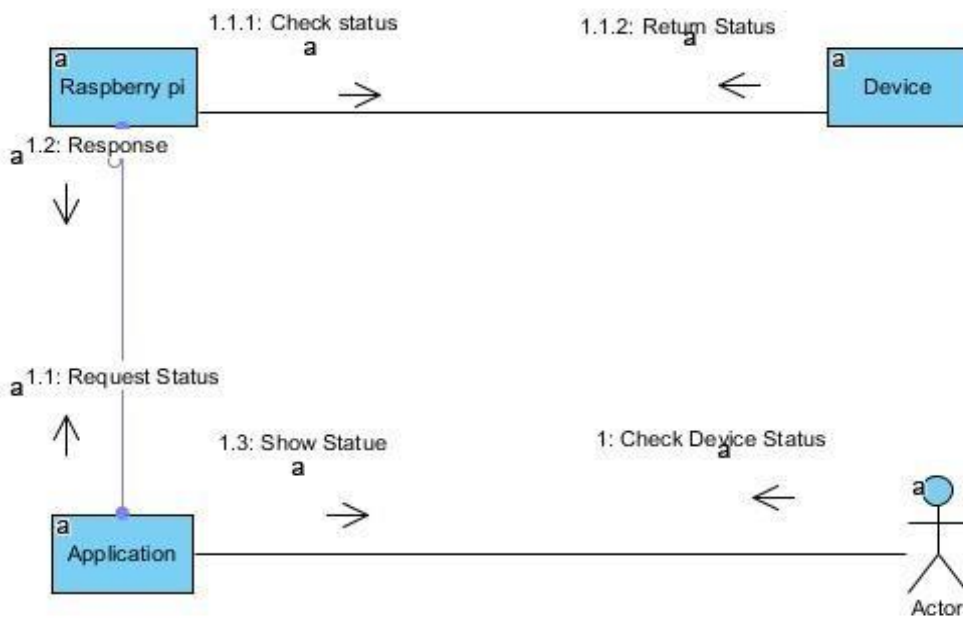 1.1.1: Check status
a
1.1.2: Return Status
a
a
Raspberry pi
a
Device
a
1.2: Response
a
1.1: Request Status
1.3: Show Statue
a
1: Check Device Status
a
a
a
Application
Actor